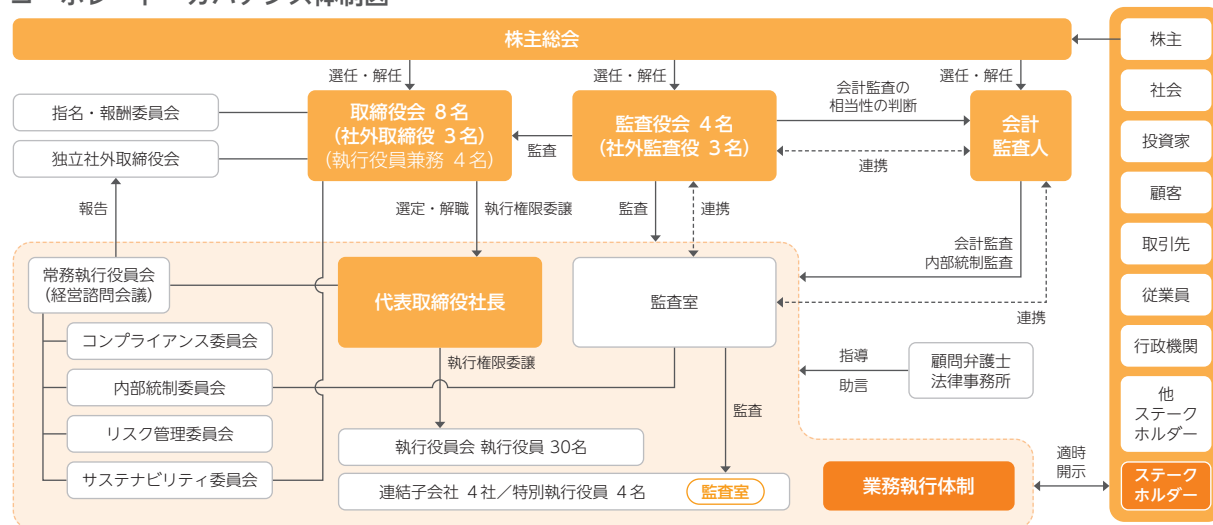 コーポレート・ガバナンス体制図
株主総会
選任・解任
選任・解任
選任・解任
指名・報酬委員会
独立社外取締役会
取締役会 8名
(社外取締役 3名)
(執行役員兼務 4名)
監査
監査役会 4名
(社外監査役 3名)
会計監査の
相当性の判断
連携
会計
監査人
報告
選定・解職
執行権限委譲
監査
連携
会計監査
内部統制監査
常務執行役員会
(経営諮問会議)
代表取締役社長
監査室
連携
コンプライアンス委員会
内部統制委員会
リスク管理委員会
サステナビリティ委員会
執行権限委譲
監査
指導
助言
顧問弁護士
法律事務所
執行役員会 執行役員 30名
連結子会社 4社／特別執行役員 4名
監査室
業務執行体制
適時
開示
株主
社会
投資家
顧客
取引先
従業員
行政機関
他
ステーク
ホルダー
ステーク
ホルダー